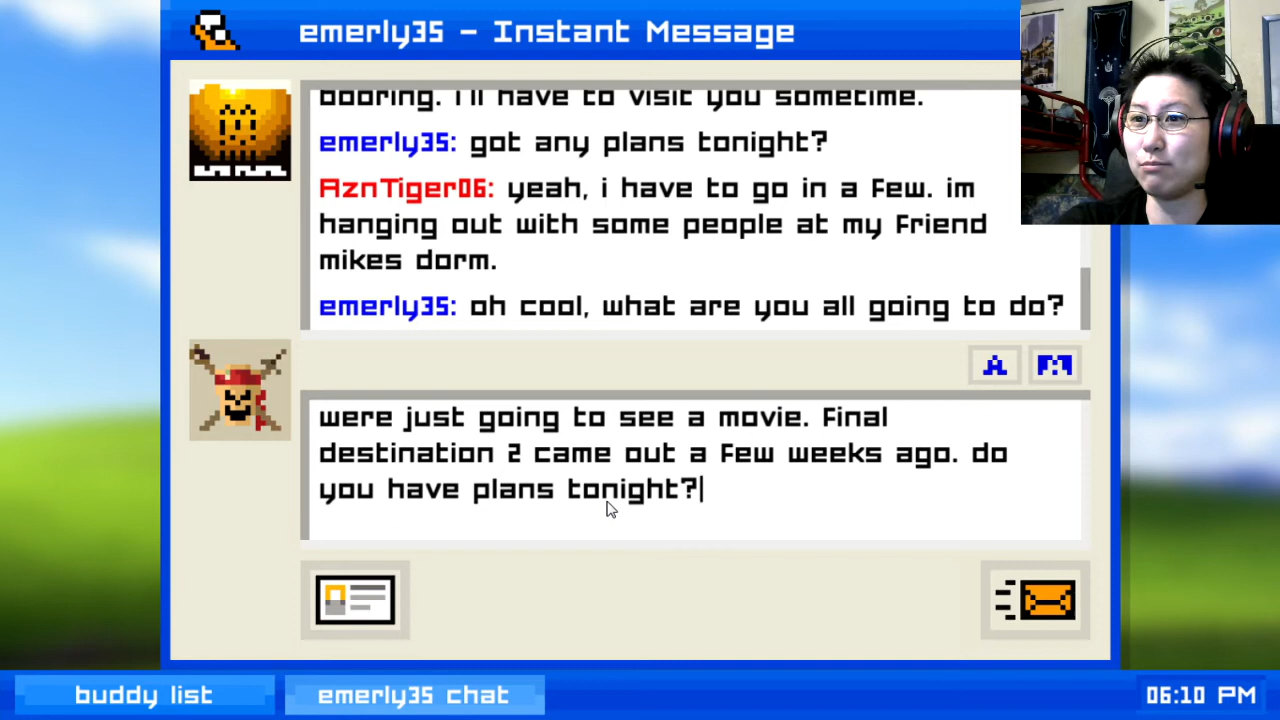 emerly35 - Instant Message
booring. i'll have to visit you sometime.
emerly35: got any plans tonight?
AznTiger06: yeah, i have to go in a few. im
hanging out with some people at my friend
mikes dorm.
emerly35: oh cool, what are you all going to do?
A
were just going to see a movie. final
destination 2 came out a few weeks ago. do
you have plans tonight?
buddy list
emerly35 chat
06:10 PM